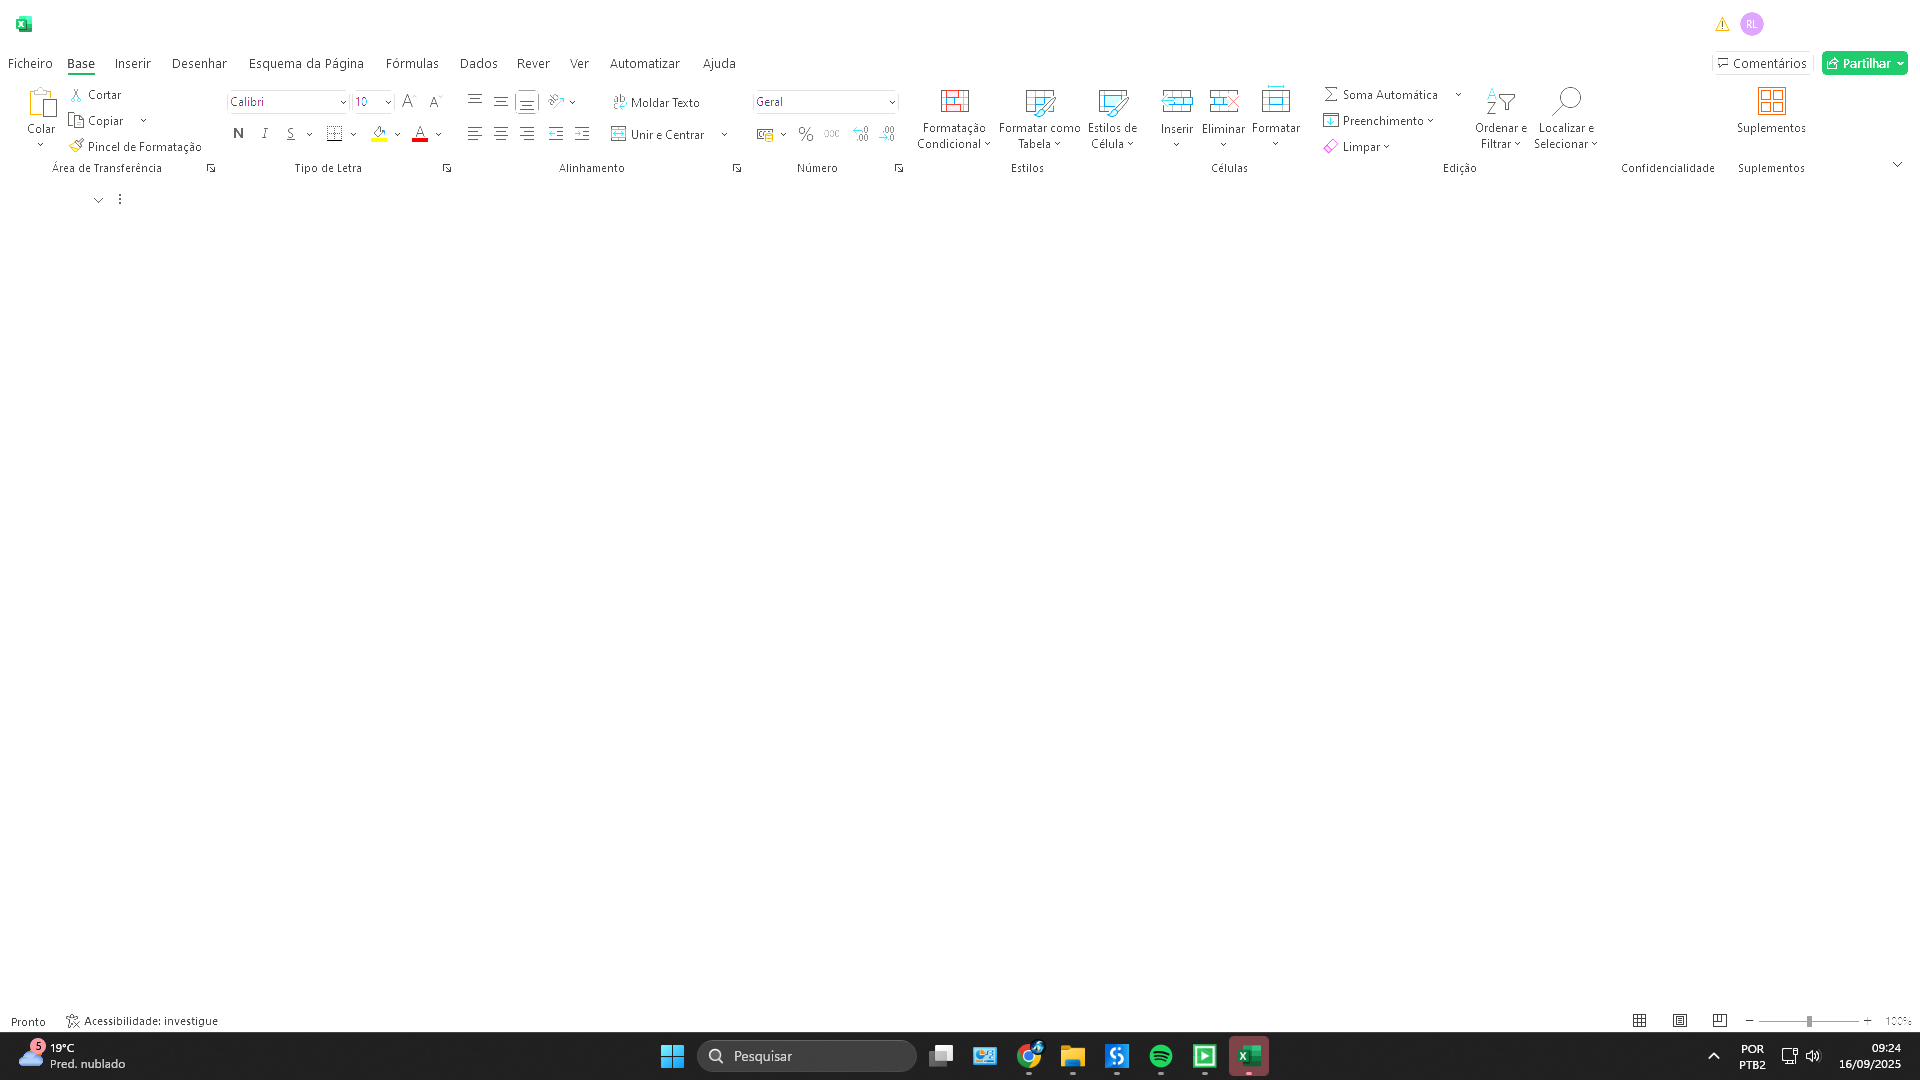 RL
Ficheiro Base Inserir Desenhar Esquema da Página Fórmulas Dados Rever Ver Automatizar Ajuda Comentários Partilhar
Colar
Cortar
Copiar
Pincel de Formatação
Área de Transferência
Calibri 10
N I S A
Tipo de Letra
Moldar Texto
Unir e Centrar
Alinhamento
Geral
% 000
Número
Formatação
Condicional
Formatar como
Tabela
Estilos de
Célula
Estilos
Inserir
Eliminar
Formatar
Células
Soma Automática
Preenchimento
Limpar
Ordenar e
Filtrar
Localizar e
Selecionar
Edição
Confidencialidade
Suplementos
Suplementos
Pronto Acessibilidade: investigue 100%
5
19°C
Pred. nublado
Pesquisar
POR
PTB2
09:24
16/09/2025